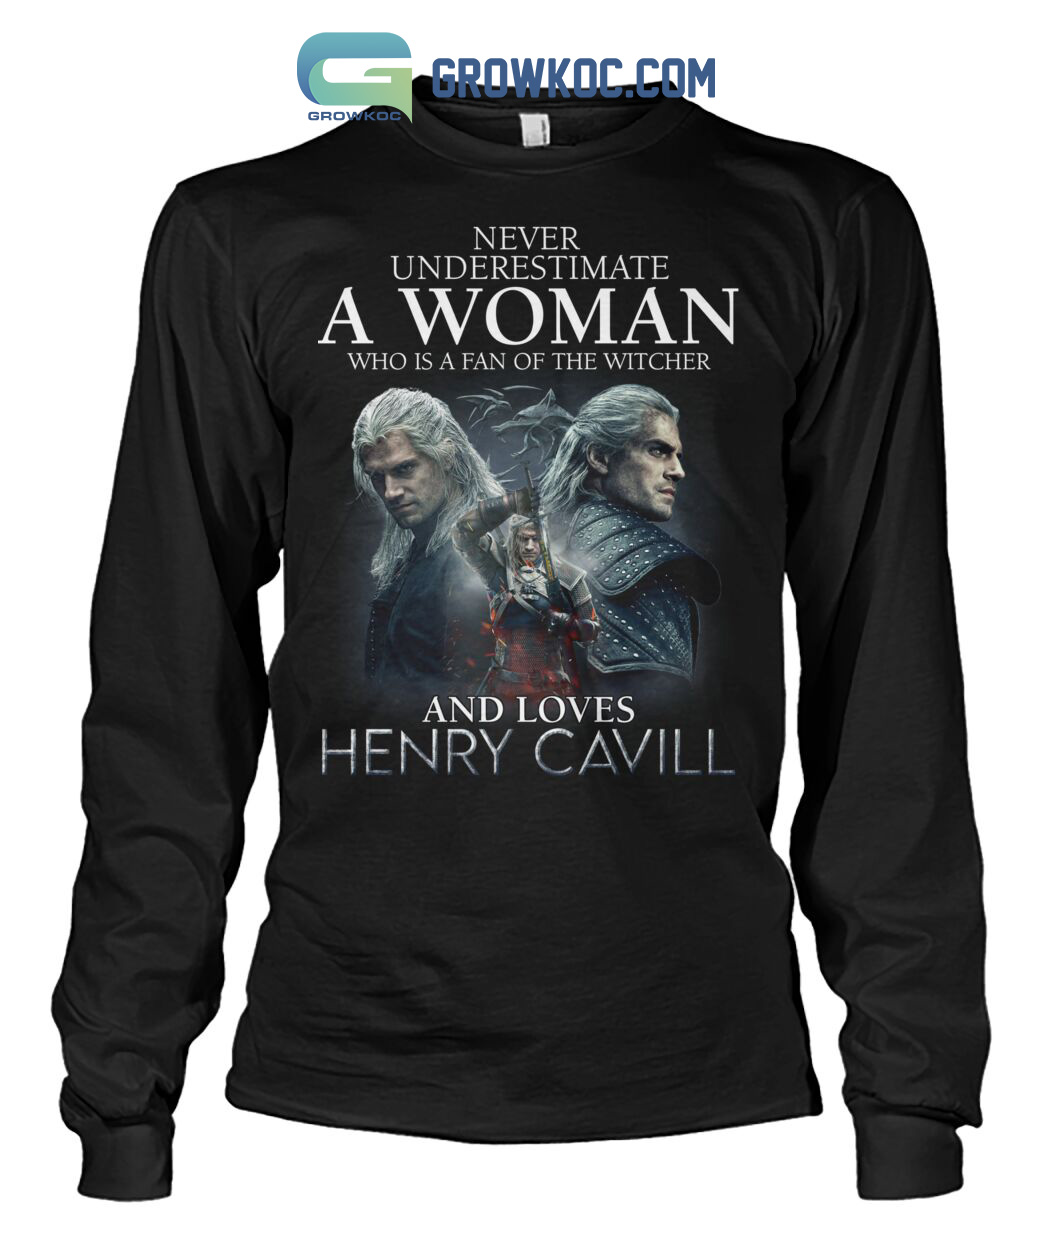 GROWKOC.COM
GROWKOC
NEVER
UNDERESTIMATE
A WOMAN
WHO IS A FAN OF THE WITCHER
AND LOVES
HENRY CAVILL